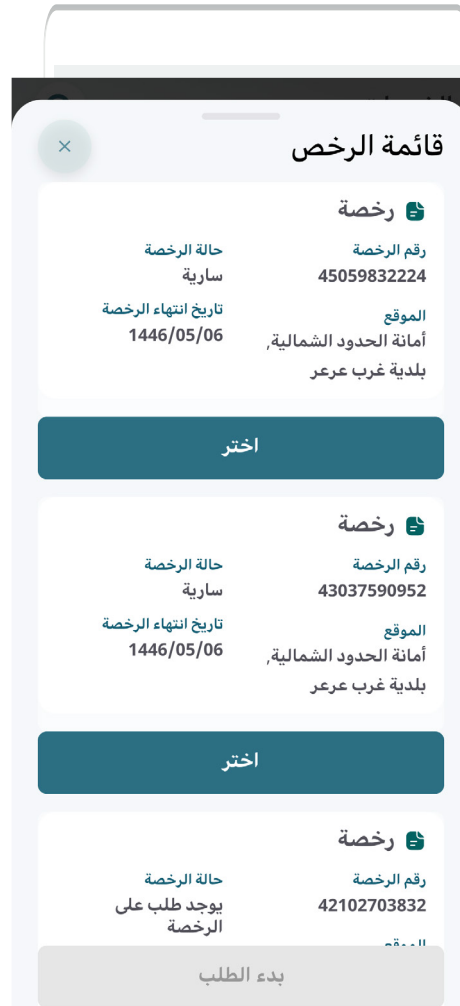 قائمة الرخص
رخصة
رقم الرخصة
45059832224
حالة الرخصة
سارية
الموقع
أمانة الحدود الشمالية,
بلدية غرب عرعر
تاريخ انتهاء الرخصة
1446/05/06
اختر
رخصة
رقم الرخصة
43037590952
حالة الرخصة
سارية
الموقع
أمانة الحدود الشمالية,
بلدية غرب عرعر
تاريخ انتهاء الرخصة
1446/05/06
اختر
رخصة
رقم الرخصة
42102703832
حالة الرخصة
يوجد طلب على
الرخصة
الموقع
بدء الطلب